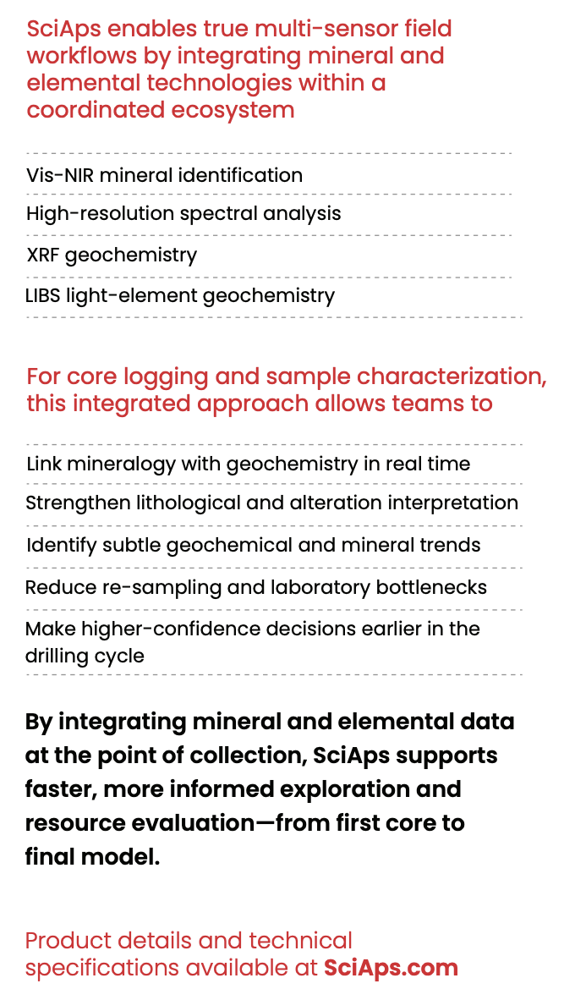 SciAps enables true multi-sensor field
workflows by integrating mineral and
elemental technologies within a
coordinated ecosystem
Vis-NIR mineral identification
High-resolution spectral analysis
XRF geochemistry
LIBS light-element geochemistry
For core logging and sample characterization,
this integrated approach allows teams to
Link mineralogy with geochemistry in real time
Strengthen lithological and alteration interpretation
Identify subtle geochemical and mineral trends
Reduce re-sampling and laboratory bottlenecks
Make higher-confidence decisions earlier in the
drilling cycle
By integrating mineral and elemental data
at the point of collection, SciAps supports
faster, more informed exploration and
resource evaluation—from first core to
final model.
Product details and technical
specifications available at SciAps.com